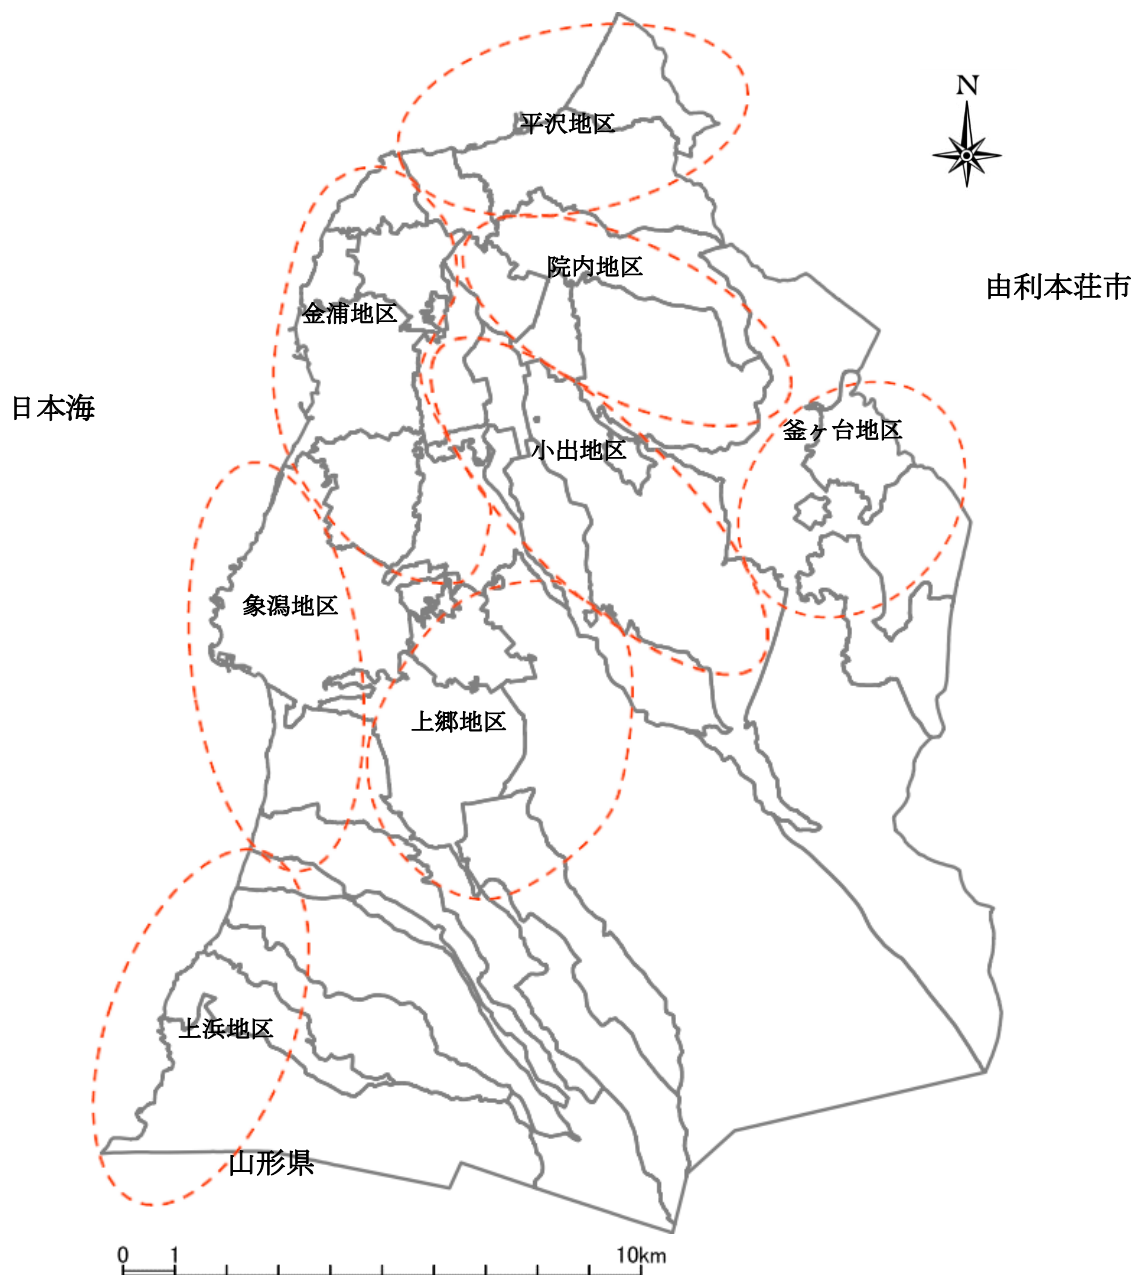 N
平沢地区
院内地区
由利本荘市
金浦地区
日本海
釜ヶ台地区
小出地区
象潟地区
上郷地区
上浜地区
山形県
0 1 10km